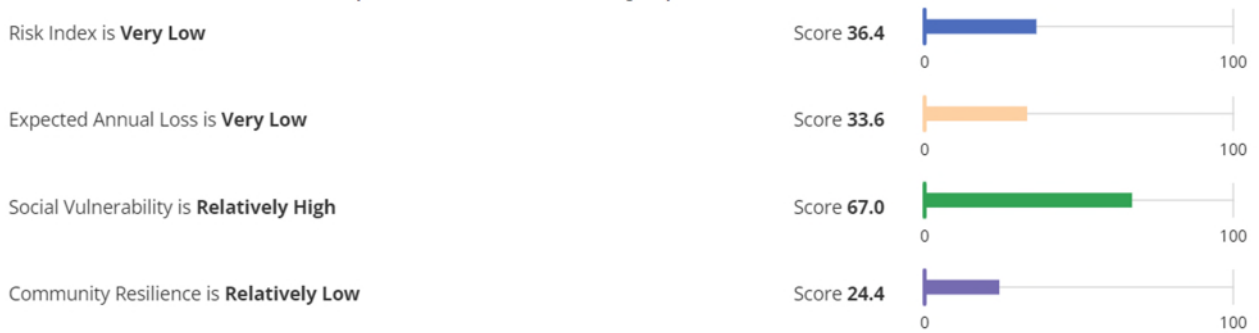 Risk Index is Very Low Score 36.4
0 100
Expected Annual Loss is Very Low Score 33.6
0 100
Social Vulnerability is Relatively High Score 67.0
0 100
Community Resilience is Relatively Low Score 24.4
0 100